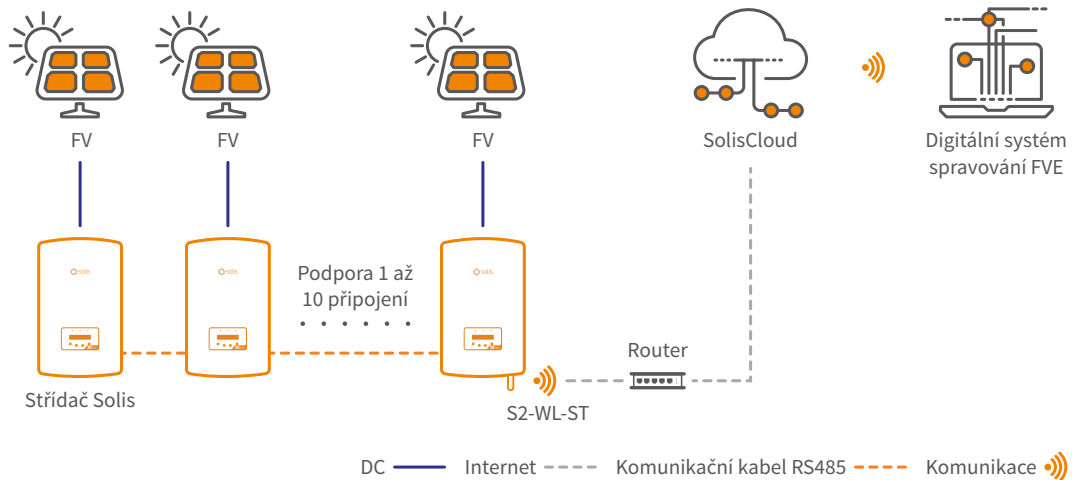 FV
FV
FV
SolisCloud
Digitální systém
spravování FVE
solis
solis
solis
Podpora 1 až
10 připojení
Router
Střídač Solis
S2-WL-ST
DC
Internet
Komunikační kabel RS485
Komunikace